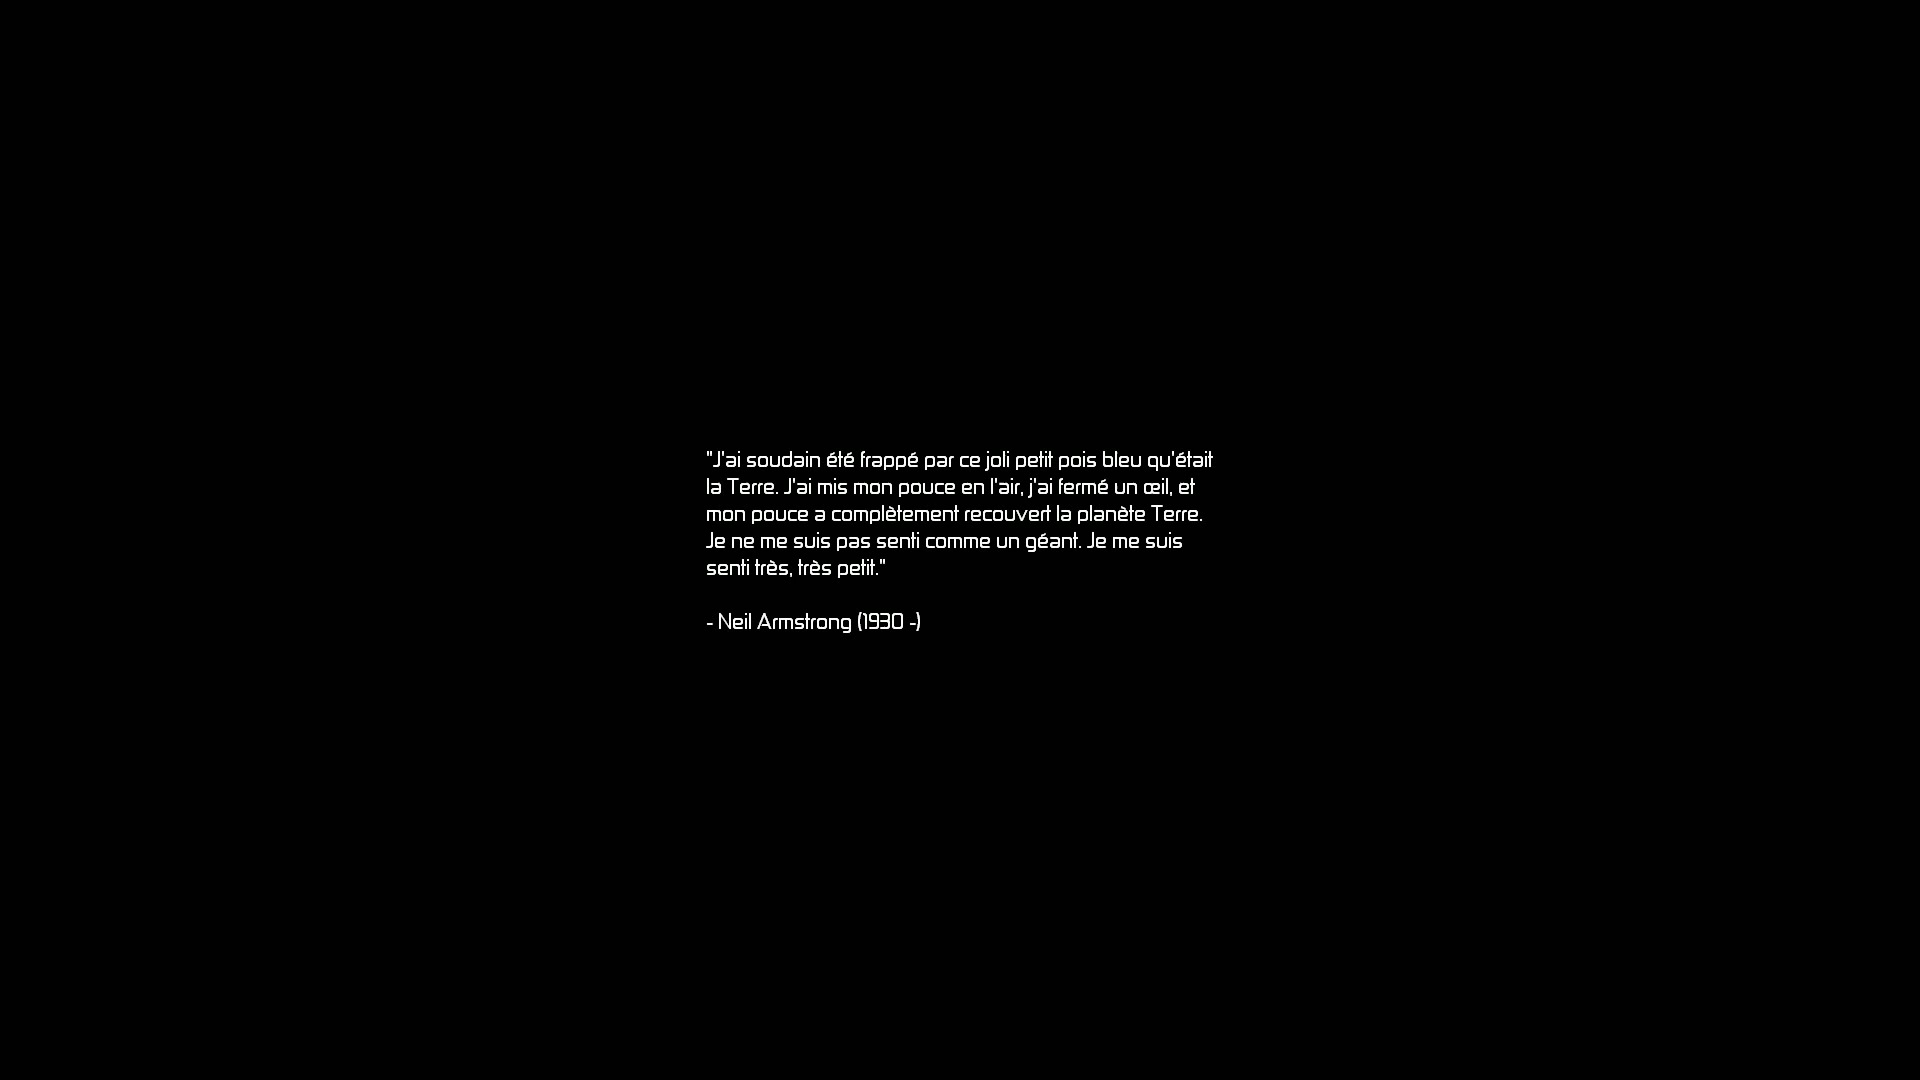 "J'ai soudain été frappé par ce joli petit pois bleu qu'était
la Terre. J'ai mis mon pouce en l'air, j'ai fermé un œil, et
mon pouce a complètement recouvert la planète Terre.
Je ne me suis pas senti comme un géant. Je me suis
senti très, très petit."
- Neil Armstrong (1930 -)